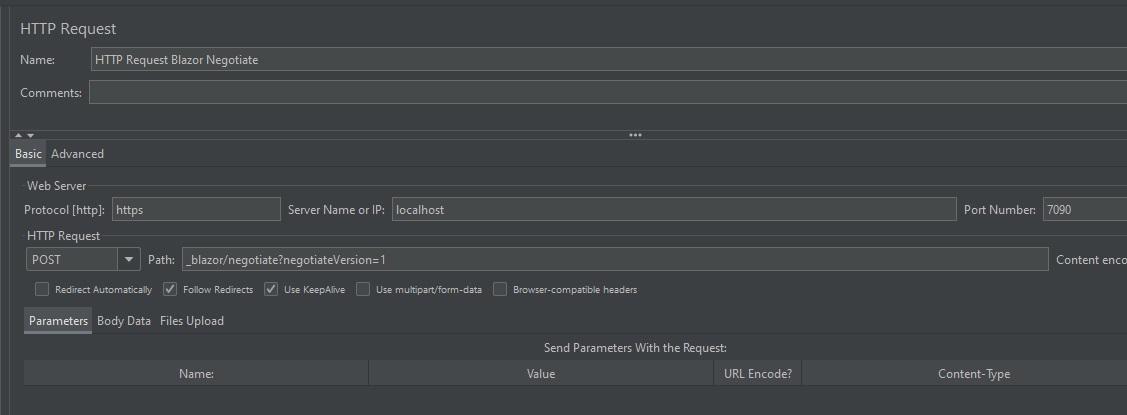 HTTP Request
Name: HTTP Request Blazor Negotiate
Comments:
Basic Advanced
Web Server
Protocol [http]: https Server Name or IP: localhost Port Number: 7090
HTTP Request
POST Path: _blazor/negotiate?negotiateVersion=1 Content enco
Redirect Automatically Follow Redirects Use KeepAlive Use multipart/form-data Browser-compatible headers
Parameters Body Data Files Upload
Send Parameters With the Request:
Name: Value URL Encode? Content-Type